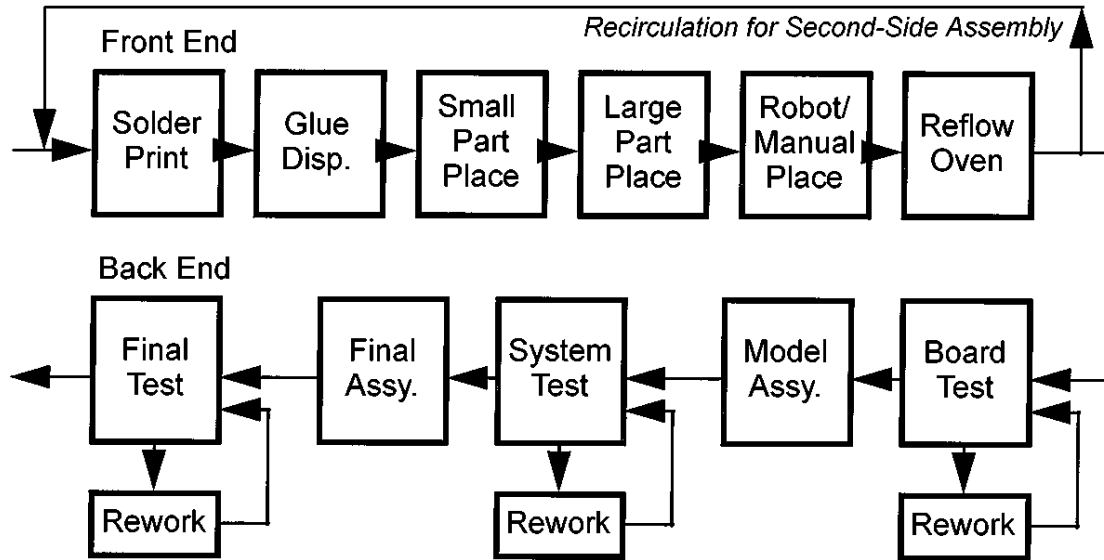 Recirculation for Second-Side Assembly
Front End
Solder
Print
Glue
Disp.
Small
Part
Place
Large
Part
Place
Robot/
Manual
Place
Reflow
Oven
Back End
Final
Test
Final
Assy.
System
Test
Model
Assy.
Board
Test
Rework
Rework
Rework